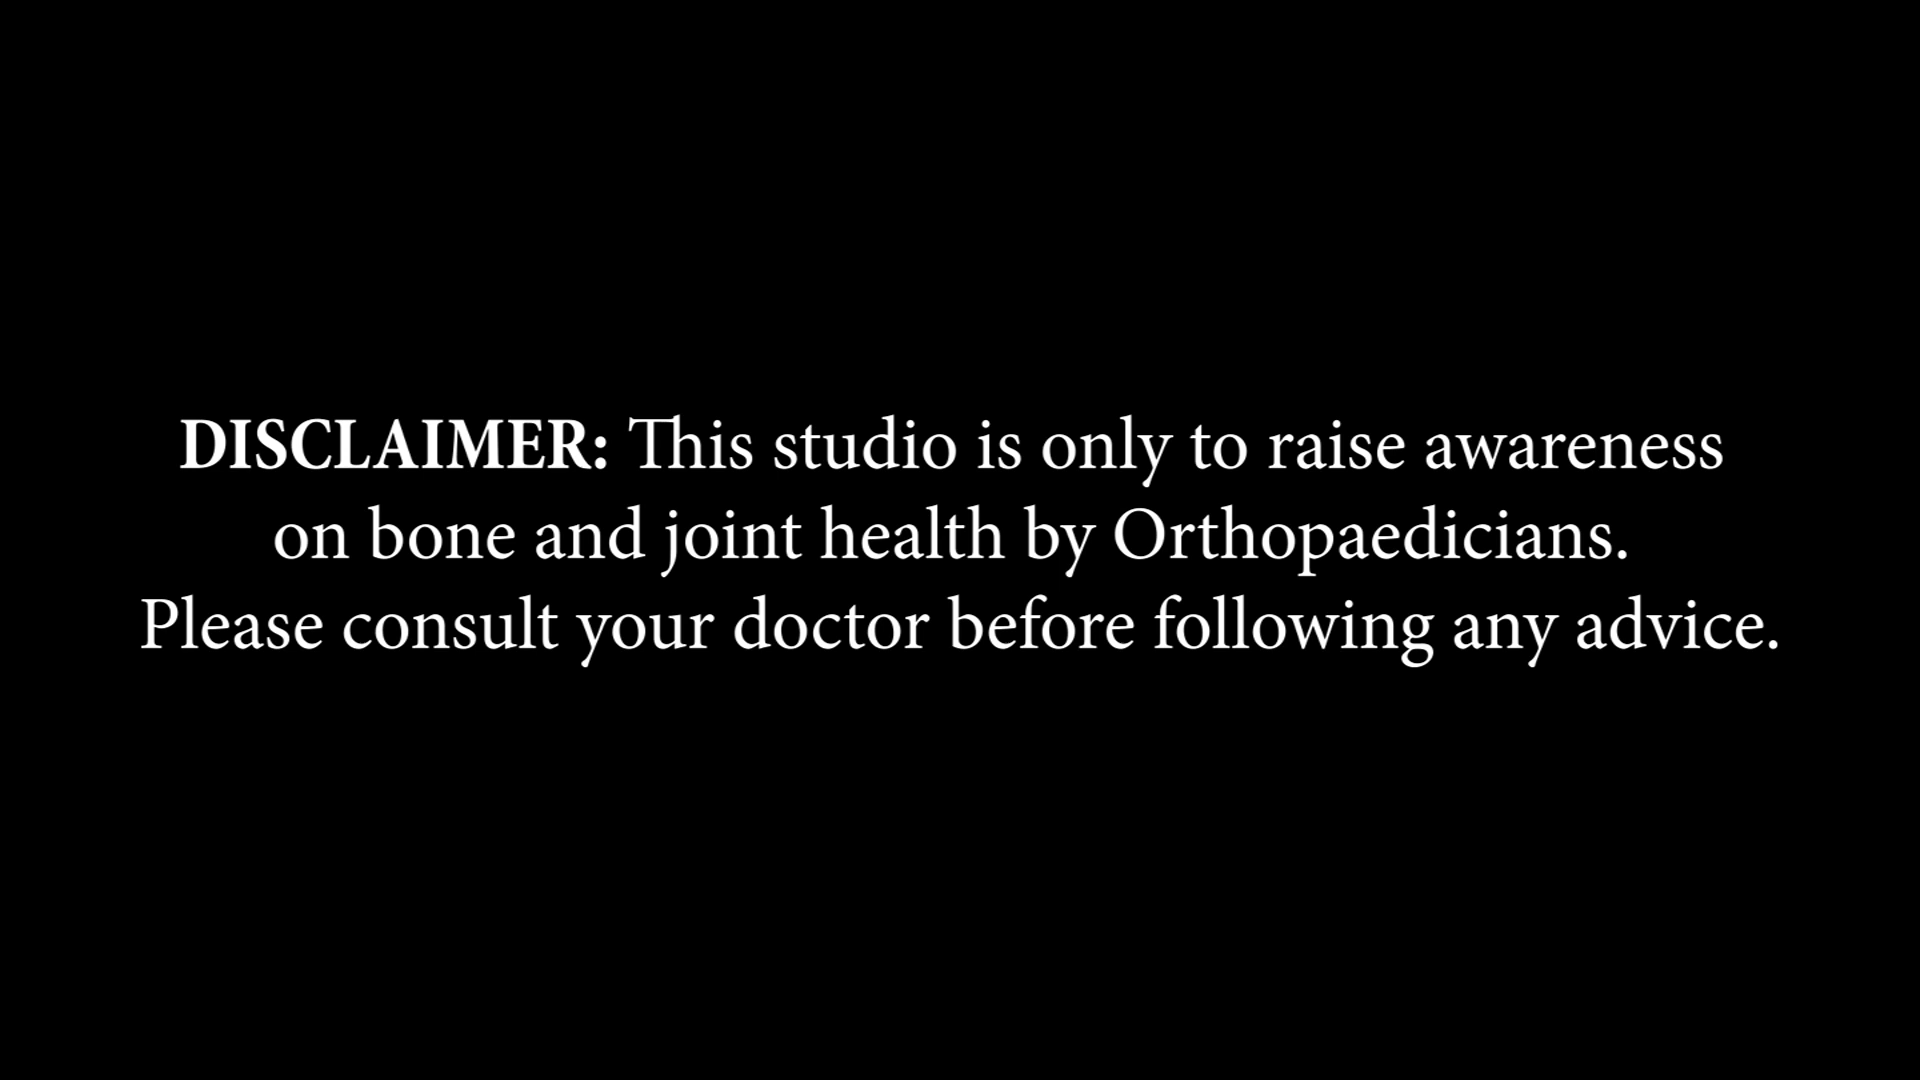 DISCLAIMER: This studio is only to raise awareness
on bone and joint health by Orthopaedicians.
Please consult your doctor before following any advice.